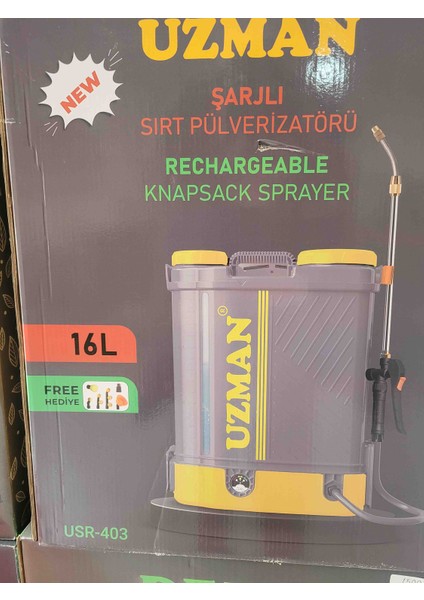 UZMAN
NEW
ŞARJLI
SIRT PÜLVERİZATÖRÜ
RECHARGEABLE
KNAPSACK SPRAYER
16L
FREE
HEDİYE
UZMAN®
USR-403